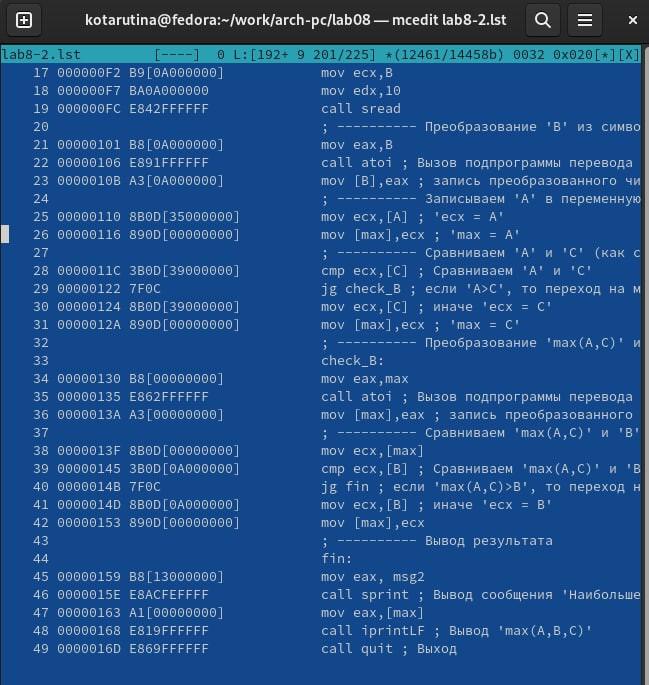 kotarutina@fedora:~/work/arch-pc/lab08 — mcedit lab8-2.lst
lab8-2.lst [----] 0 L:[192+ 9 201/225] *(12461/14458b) 0032 0x020[*][X]
17 000000F2 B9[0A000000] mov ecx,B
18 000000F7 BA0A000000 mov edx,10
19 000000FC E842FFFFFF call sread
20 ; ---------- Преобразование 'B' из симво
21 00000101 B8[0A000000] mov eax,B
22 00000106 E891FFFFFF call atoi ; Вызов подпрограммы перевода
23 0000010B A3[0A000000] mov [B],eax ; запись преобразованного чи
24 ; ---------- Записываем 'A' в переменную
25 00000110 8B0D[35000000] mov ecx,[A] ; 'ecx = A'
26 00000116 890D[00000000] mov [max],ecx ; 'max = A'
27 ; ---------- Сравниваем 'A' и 'С' (как с
28 0000011C 3B0D[39000000] cmp ecx,[C] ; Сравниваем 'A' и 'С'
29 00000122 7F0C jg check_B ; если 'A>C', то переход на м
30 00000124 8B0D[39000000] mov ecx,[C] ; иначе 'ecx = C'
31 0000012A 890D[00000000] mov [max],ecx ; 'max = C'
32 ; ---------- Преобразование 'max(A,C)' и
33 check_B:
34 00000130 B8[00000000] mov eax,max
35 00000135 E862FFFFFF call atoi ; Вызов подпрограммы перевода
36 0000013A A3[00000000] mov [max],eax ; запись преобразованного
37 ; ---------- Сравниваем 'max(A,C)' и 'B'
38 0000013F 8B0D[00000000] mov ecx,[max]
39 00000145 3B0D[0A000000] cmp ecx,[B] ; Сравниваем 'max(A,C)' и 'B
40 0000014B 7F0C jg fin ; если 'max(A,C)>B', то переход н
41 0000014D 8B0D[0A000000] mov ecx,[B] ; иначе 'ecx = B'
42 00000153 890D[00000000] mov [max],ecx
43 ; ---------- Вывод результата
44 fin:
45 00000159 B8[13000000] mov eax, msg2
46 0000015E E8ACFEFFFF call sprint ; Вывод сообщения 'Наибольше
47 00000163 A1[00000000] mov eax,[max]
48 00000168 E819FFFFFF call iprintLF ; Вывод 'max(A,B,C)'
49 0000016D E869FFFFFF call quit ; Выход